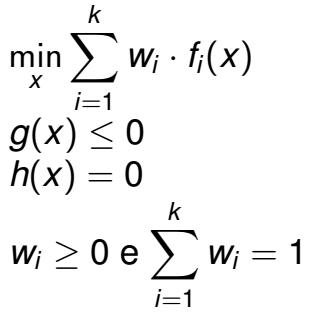 min_x ∑_{i=1}^{k} w_i · f_i(x)
g(x) ≤ 0
h(x) = 0
w_i ≥ 0 e ∑_{i=1}^{k} w_i = 1